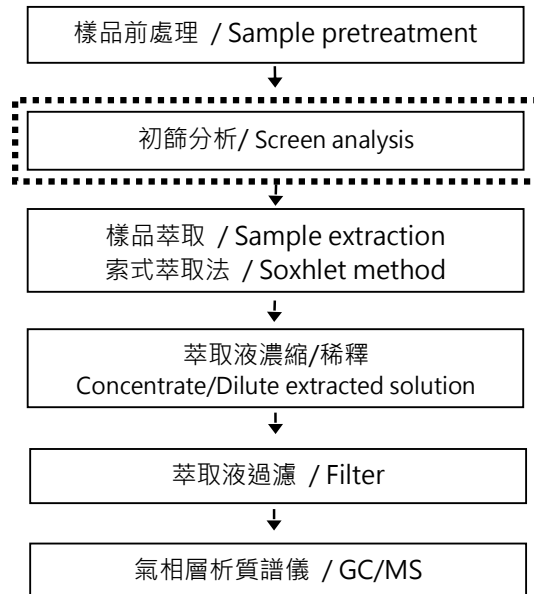 樣品前處理 / Sample pretreatment
初篩分析/ Screen analysis
樣品萃取 / Sample extraction
索式萃取法 / Soxhlet method
萃取液濃縮/稀釋
Concentrate/Dilute extracted solution
萃取液過濾 / Filter
氣相層析質譜儀 / GC/MS